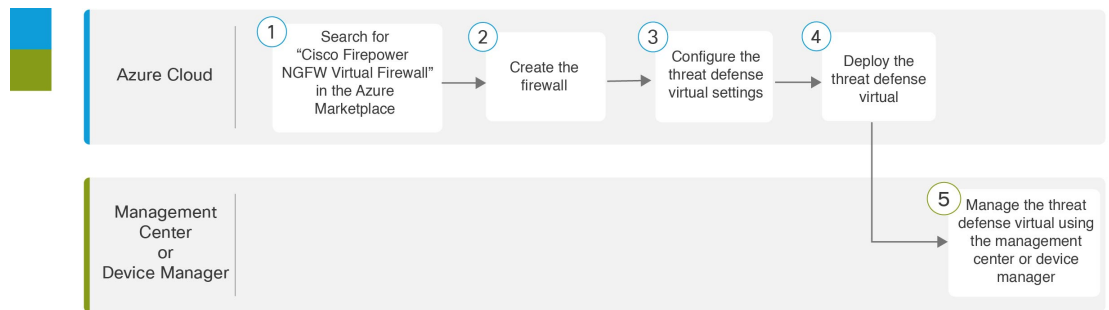 Azure Cloud
1
Search for
"Cisco Firepower
NGFW Virtual Firewall"
in the Azure
Marketplace
2
Create the
firewall
3
Configure the
threat defense
virtual settings
4
Deploy the
threat defense
virtual
Management
Center
or
Device Manager
5
Manage the threat
defense virtual using
the management
center or device
manager